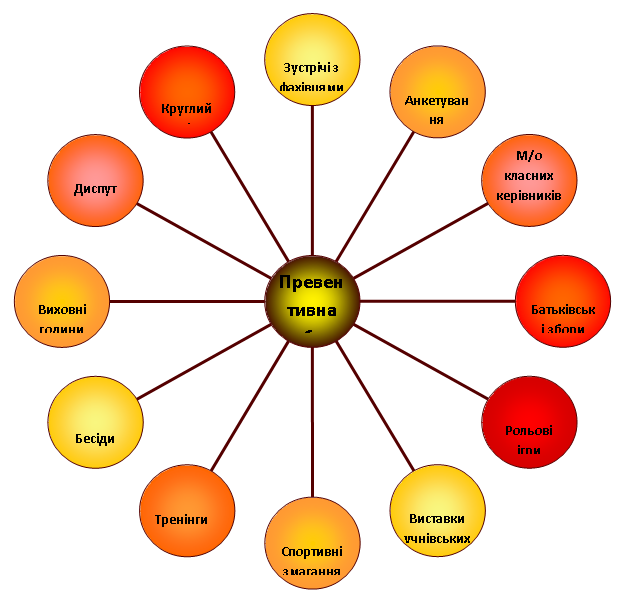 Зустрічі з
фахівцями
Анкетуван
ня
М/о
класних
керівників
Батьківськ
і збори
Рольові
ігри
Виставки
учнівських
Спортивні
змагання
Тренінги
Бесіди
Виховні
години
Диспут
Круглий
Превен
тивна